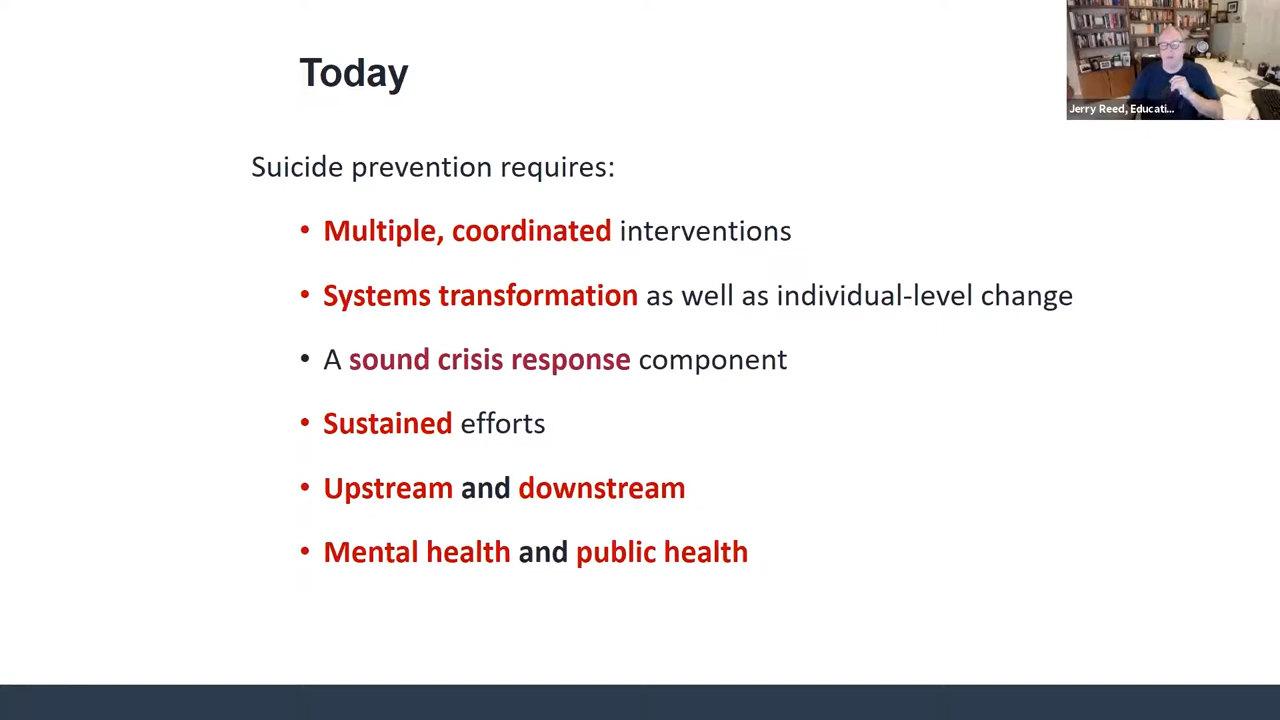 Today
Jerry Reed, Educati...
Suicide prevention requires:
• Multiple, coordinated interventions
• Systems transformation as well as individual-level change
• A sound crisis response component
• Sustained efforts
• Upstream and downstream
• Mental health and public health